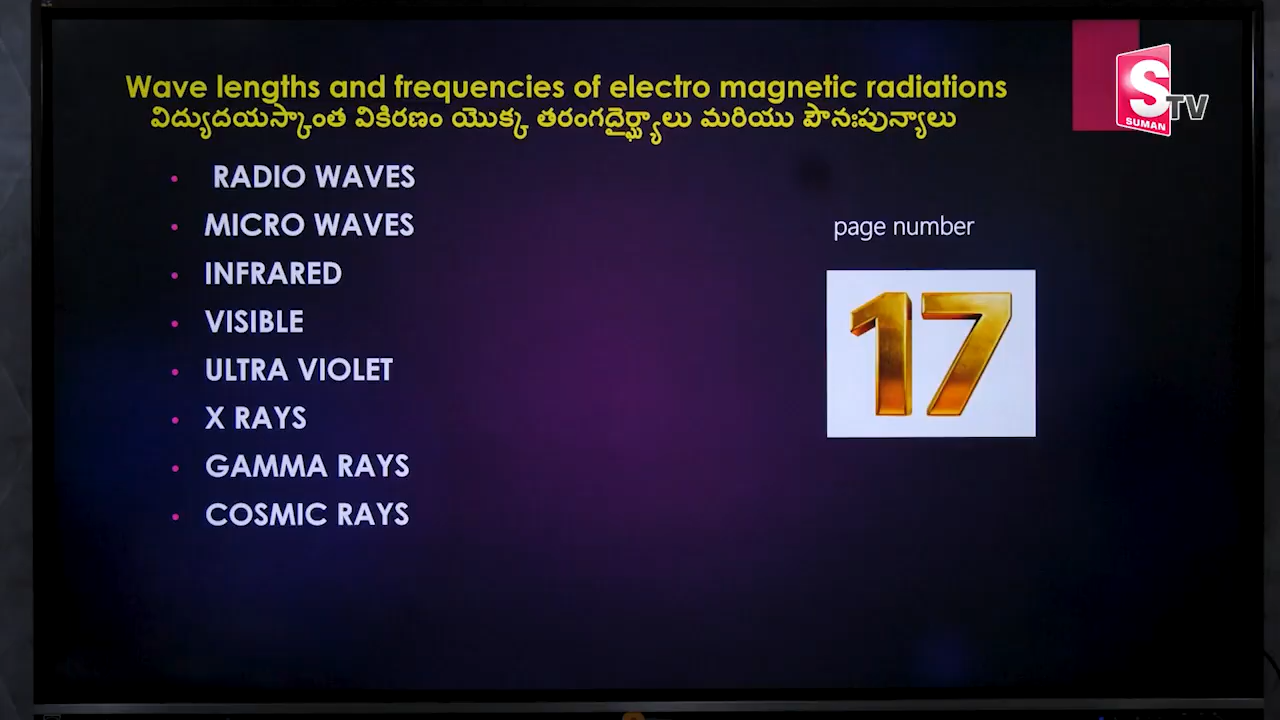 Wave lengths and frequencies of electro magnetic radiations
విద్యుదయస్కాంత వికిరణం యొక్క తరంగదైర్ఘ్యాలు మరియు పౌనఃపున్యాలు
• RADIO WAVES
• MICRO WAVES
• INFRARED
• VISIBLE
• ULTRA VIOLET
• X RAYS
• GAMMA RAYS
• COSMIC RAYS
page number
17
S TV
SUMAN